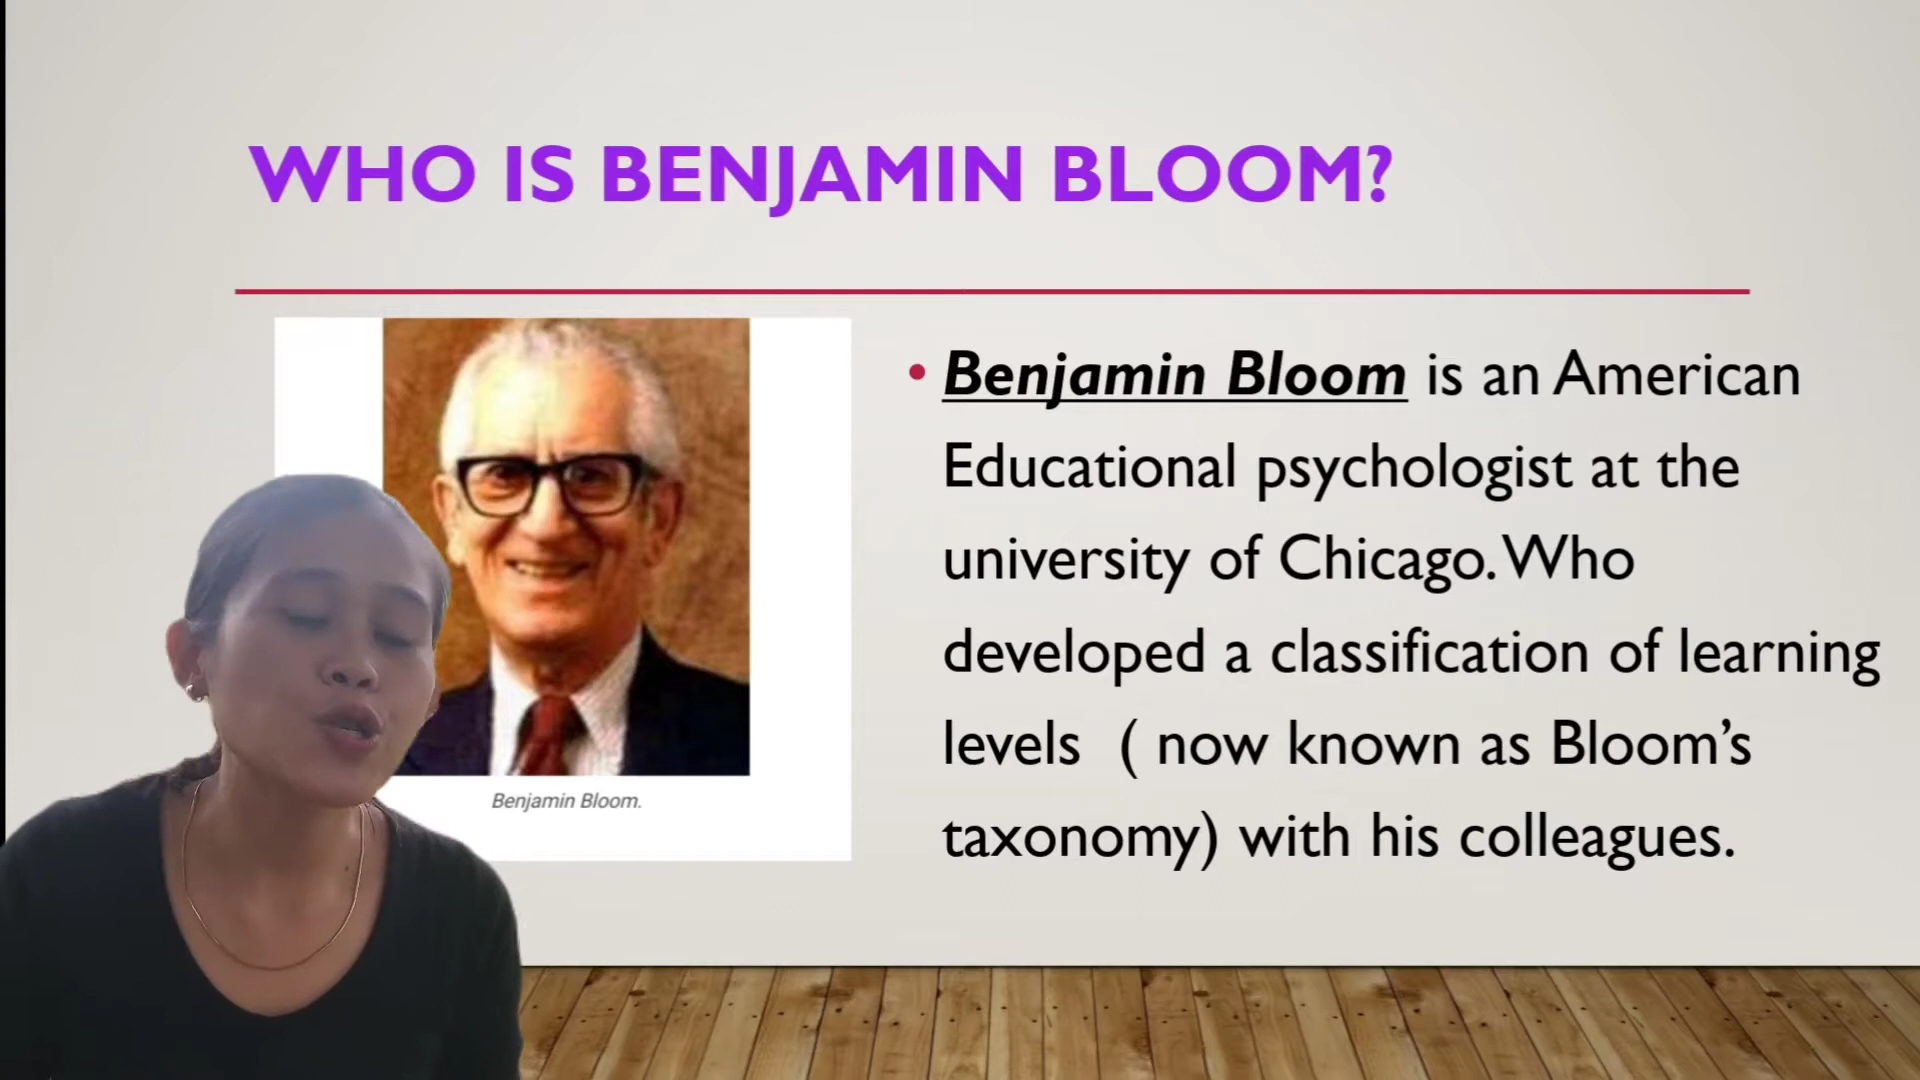 WHO IS BENJAMIN BLOOM?
• Benjamin Bloom is an American
Educational psychologist at the
university of Chicago. Who
developed a classification of learning
levels ( now known as Bloom's
taxonomy) with his colleagues.
Benjamin Bloom.